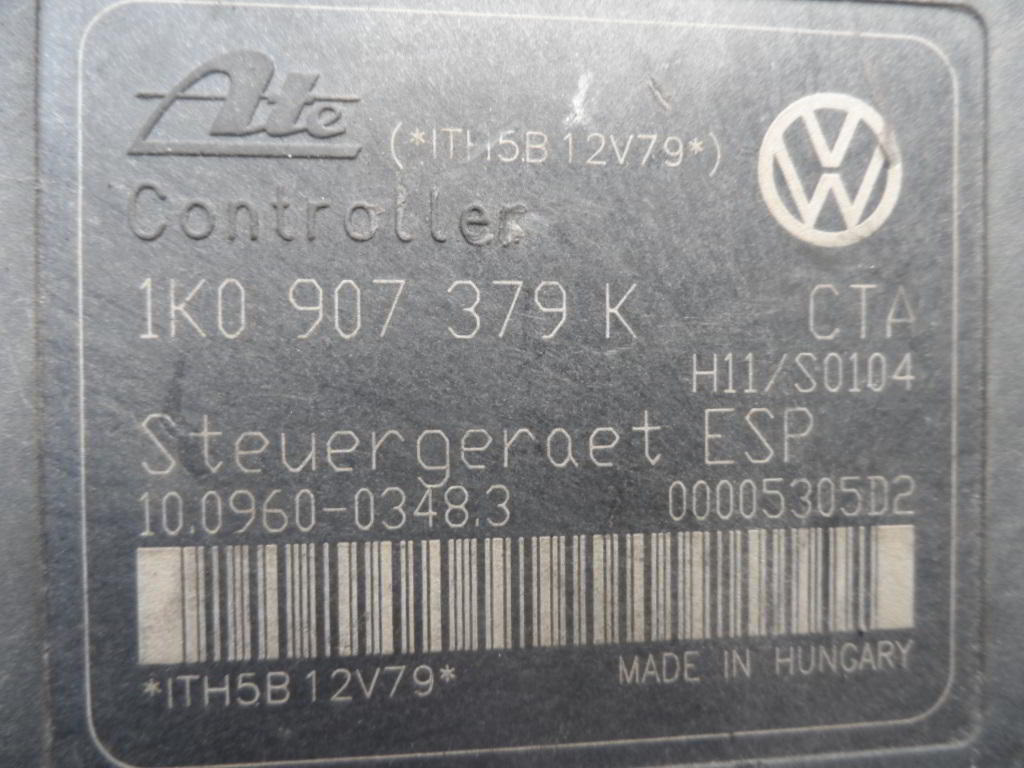 Ate
(*ITH5B12V79*)
Controller
1K0 907 379 K CTA
H11/S0104
Steuergeraet ESP
10.0960-0348.3 00005305D2
*ITH5B12V79*
MADE IN HUNGARY